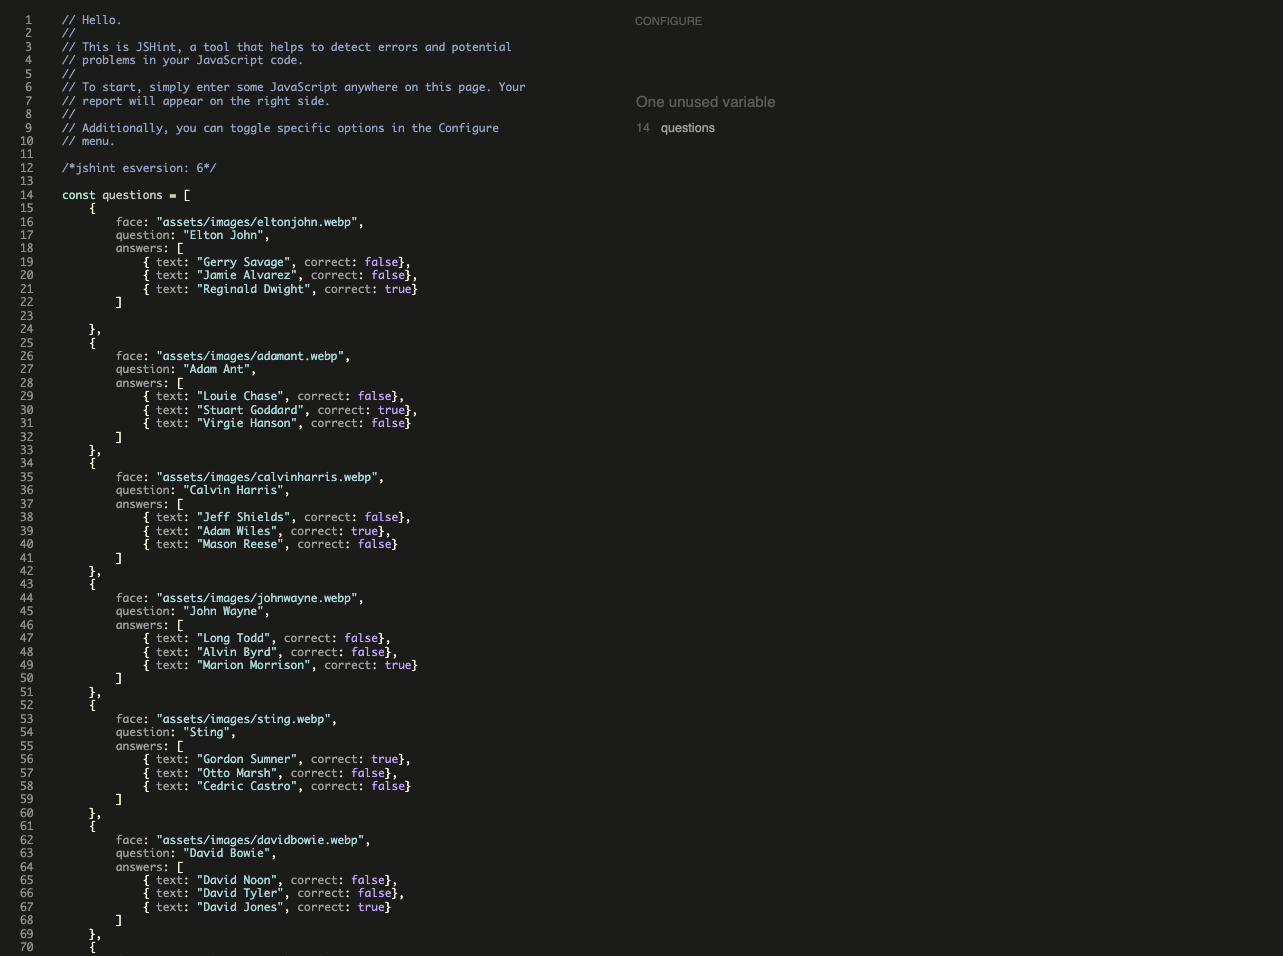 1 // Hello.
2 //
3 // This is JSHint, a tool that helps to detect errors and potential
4 // problems in your JavaScript code.
5 //
6 // To start, simply enter some JavaScript anywhere on this page. Your
7 // report will appear on the right side.
8 //
9 // Additionally, you can toggle specific options in the Configure
10 // menu.
11
12 /*jshint esversion: 6*/
13
14 const questions = [
15 {
16 face: "assets/images/eltonjohn.webp",
17 question: "Elton John",
18 answers: [
19 { text: "Gerry Savage", correct: false},
20 { text: "Jamie Alvarez", correct: false},
21 { text: "Reginald Dwight", correct: true}
22 ]
23
24 },
25 {
26 face: "assets/images/adamant.webp",
27 question: "Adam Ant",
28 answers: [
29 { text: "Louie Chase", correct: false},
30 { text: "Stuart Goddard", correct: true},
31 { text: "Virgie Hanson", correct: false}
32 ]
33 },
34 {
35 face: "assets/images/calvinharris.webp",
36 question: "Calvin Harris",
37 answers: [
38 { text: "Jeff Shields", correct: false},
39 { text: "Adam Wiles", correct: true},
40 { text: "Mason Reese", correct: false}
41 ]
42 },
43 {
44 face: "assets/images/johnwayne.webp",
45 question: "John Wayne",
46 answers: [
47 { text: "Long Todd", correct: false},
48 { text: "Alvin Byrd", correct: false},
49 { text: "Marion Morrison", correct: true}
50 ]
51 },
52 {
53 face: "assets/images/sting.webp",
54 question: "Sting",
55 answers: [
56 { text: "Gordon Sumner", correct: true},
57 { text: "Otto Marsh", correct: false},
58 { text: "Cedric Castro", correct: false}
59 ]
60 },
61 {
62 face: "assets/images/davidbowie.webp",
63 question: "David Bowie",
64 answers: [
65 { text: "David Noon", correct: false},
66 { text: "David Tyler", correct: false},
67 { text: "David Jones", correct: true}
68 ]
69 },
70 {
CONFIGURE
One unused variable
14 questions